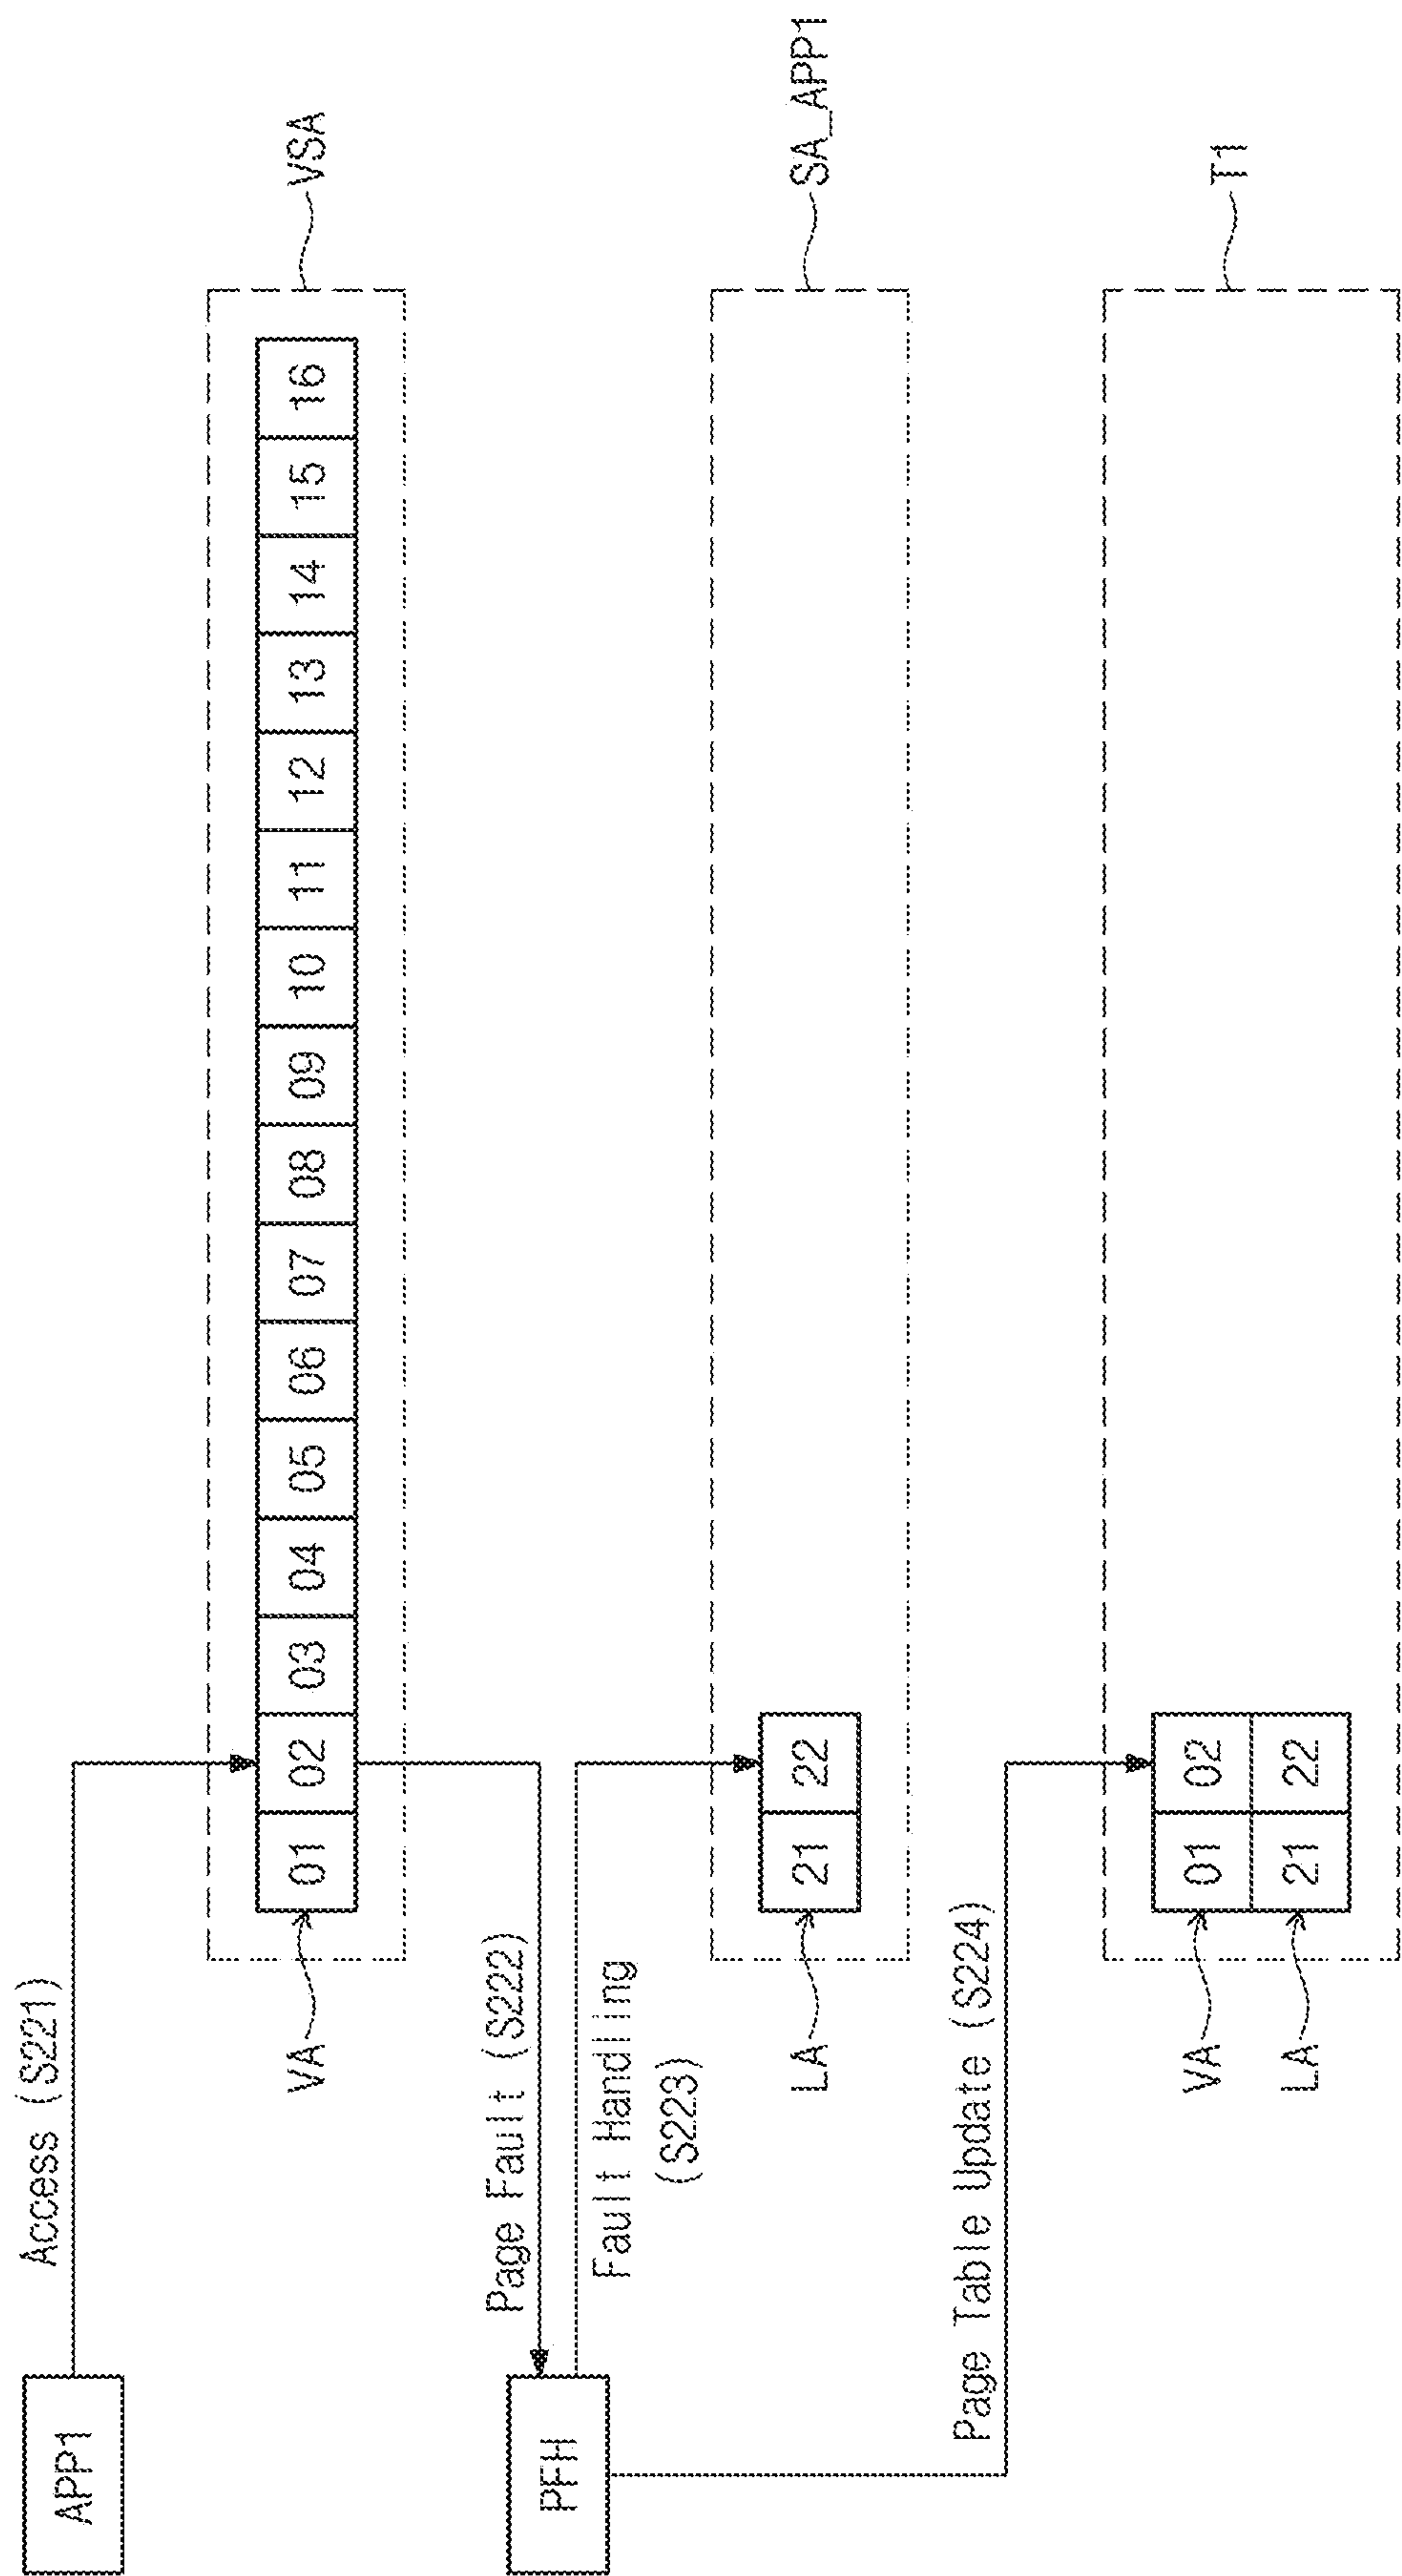 APP1
Access (S221)
VA
01 02 03 04 05 06 07 08 09 10 11 12 13 14 15 16
VSA
Page Fault (S222)
PFH
Fault Handling
(S223)
LA
21 22
SA_APP1
Page Table Update (S224)
VA
01 02
LA
21 22
T1